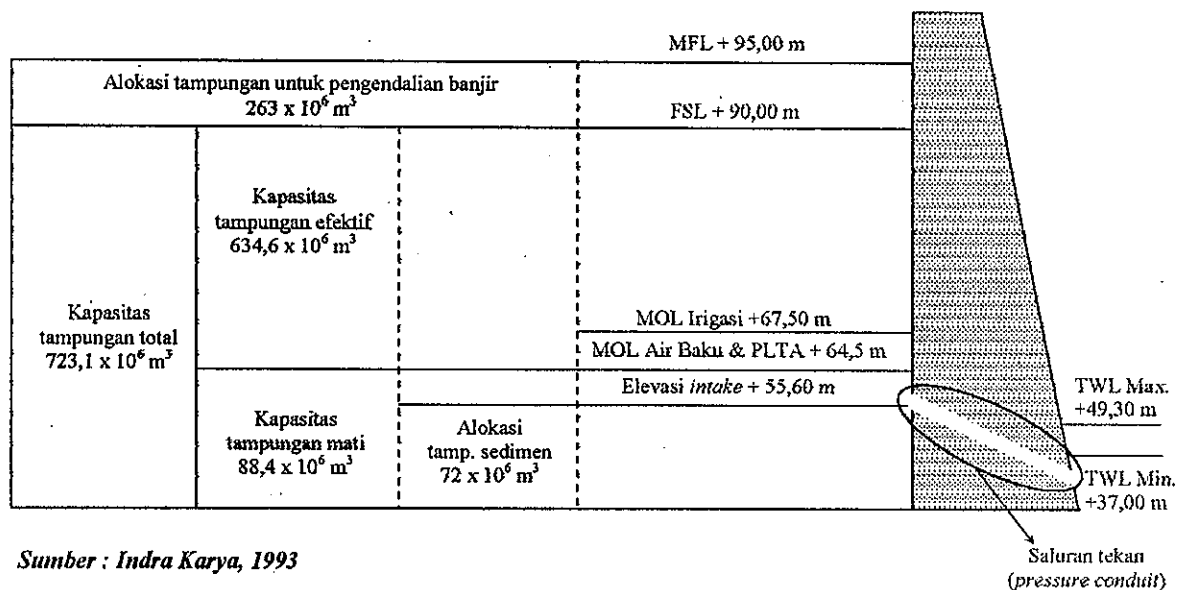 MFL + 95,00 m
Alokasi tampungan untuk pengendalian banjir
263 x 10⁶ m³
FSL + 90,00 m
Kapasitas
tampungan efektif
634,6 x 10⁶ m³
Kapasitas
tampungan total
723,1 x 10⁶ m³
MOL Irigasi +67,50 m
MOL Air Baku & PLTA + 64,5 m
Elevasi intake + 55,60 m
Kapasitas
tampungan mati
88,4 x 10⁶ m³
Alokasi
tamp. sedimen
72 x 10⁶ m³
TWL Max.
+49,30 m
TWL Min.
+37,00 m
Saluran tekan
(pressure conduit)
Sumber : Indra Karya, 1993